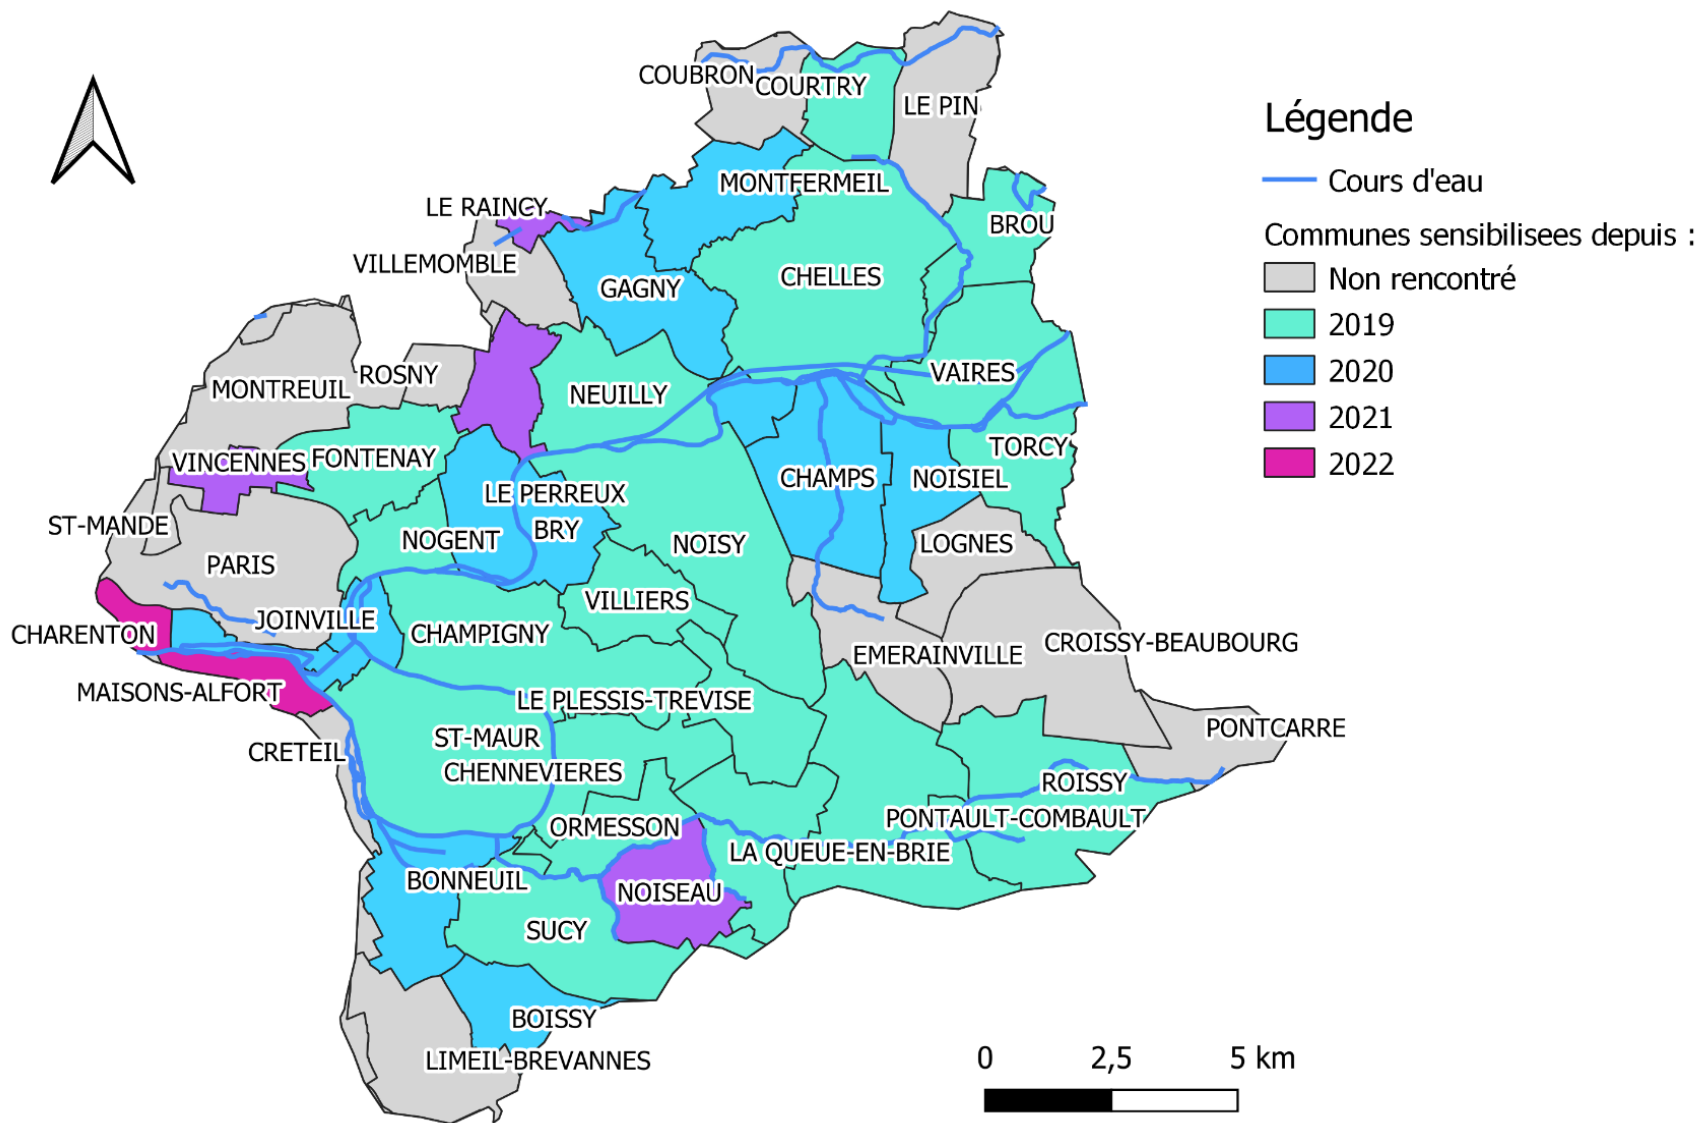 COUBRON
COURTRY
LE PIN
Légende
Cours d'eau
Communes sensibilisees depuis :
Non rencontré
2019
2020
2021
2022
MONTFERMEIL
LE RAINCY
BROU
VILLEMOMBLE
GAGNY
CHELLES
ROSNY
MONTREUIL
NEUILLY
VAIRES
TORCY
VINCENNES
FONTENAY
CHAMPS
NOISIEL
LE PERREUX
ST-MANDE
BRY
NOGENT
NOISY
LOGNES
PARIS
VILLIERS
JOINVILLE
CHARENTON
CHAMPIGNY
CROISSY-BEAUBOURG
EMERAINVILLE
MAISONS-ALFORT
LE PLESSIS-TREVISE
PONTCARRE
ST-MAUR
CRETEIL
CHENNEVIERES
ROISSY
ORMESSON
PONTAULT-COMBAULT
LA QUEUE-EN-BRIE
BONNEUIL
NOISEAU
SUCY
BOISSY
LIMEIL-BREVANNES
0 2,5 5 km